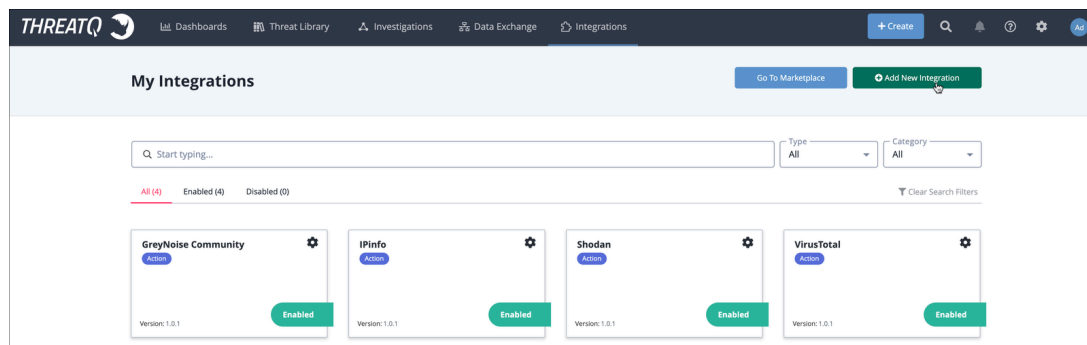 THREATQ Dashboards Threat Library Investigations Data Exchange Integrations + Create Ad
My Integrations Go To Marketplace Add New Integration
Type Category
Start typing... All All
All (4) Enabled (4) Disabled (0) Clear Search Filters
GreyNoise Community IPinfo Shodan VirusTotal
Action Action Action Action
Enabled Enabled Enabled Enabled
Version: 1.0.1 Version: 1.0.1 Version: 1.0.1 Version: 1.0.1